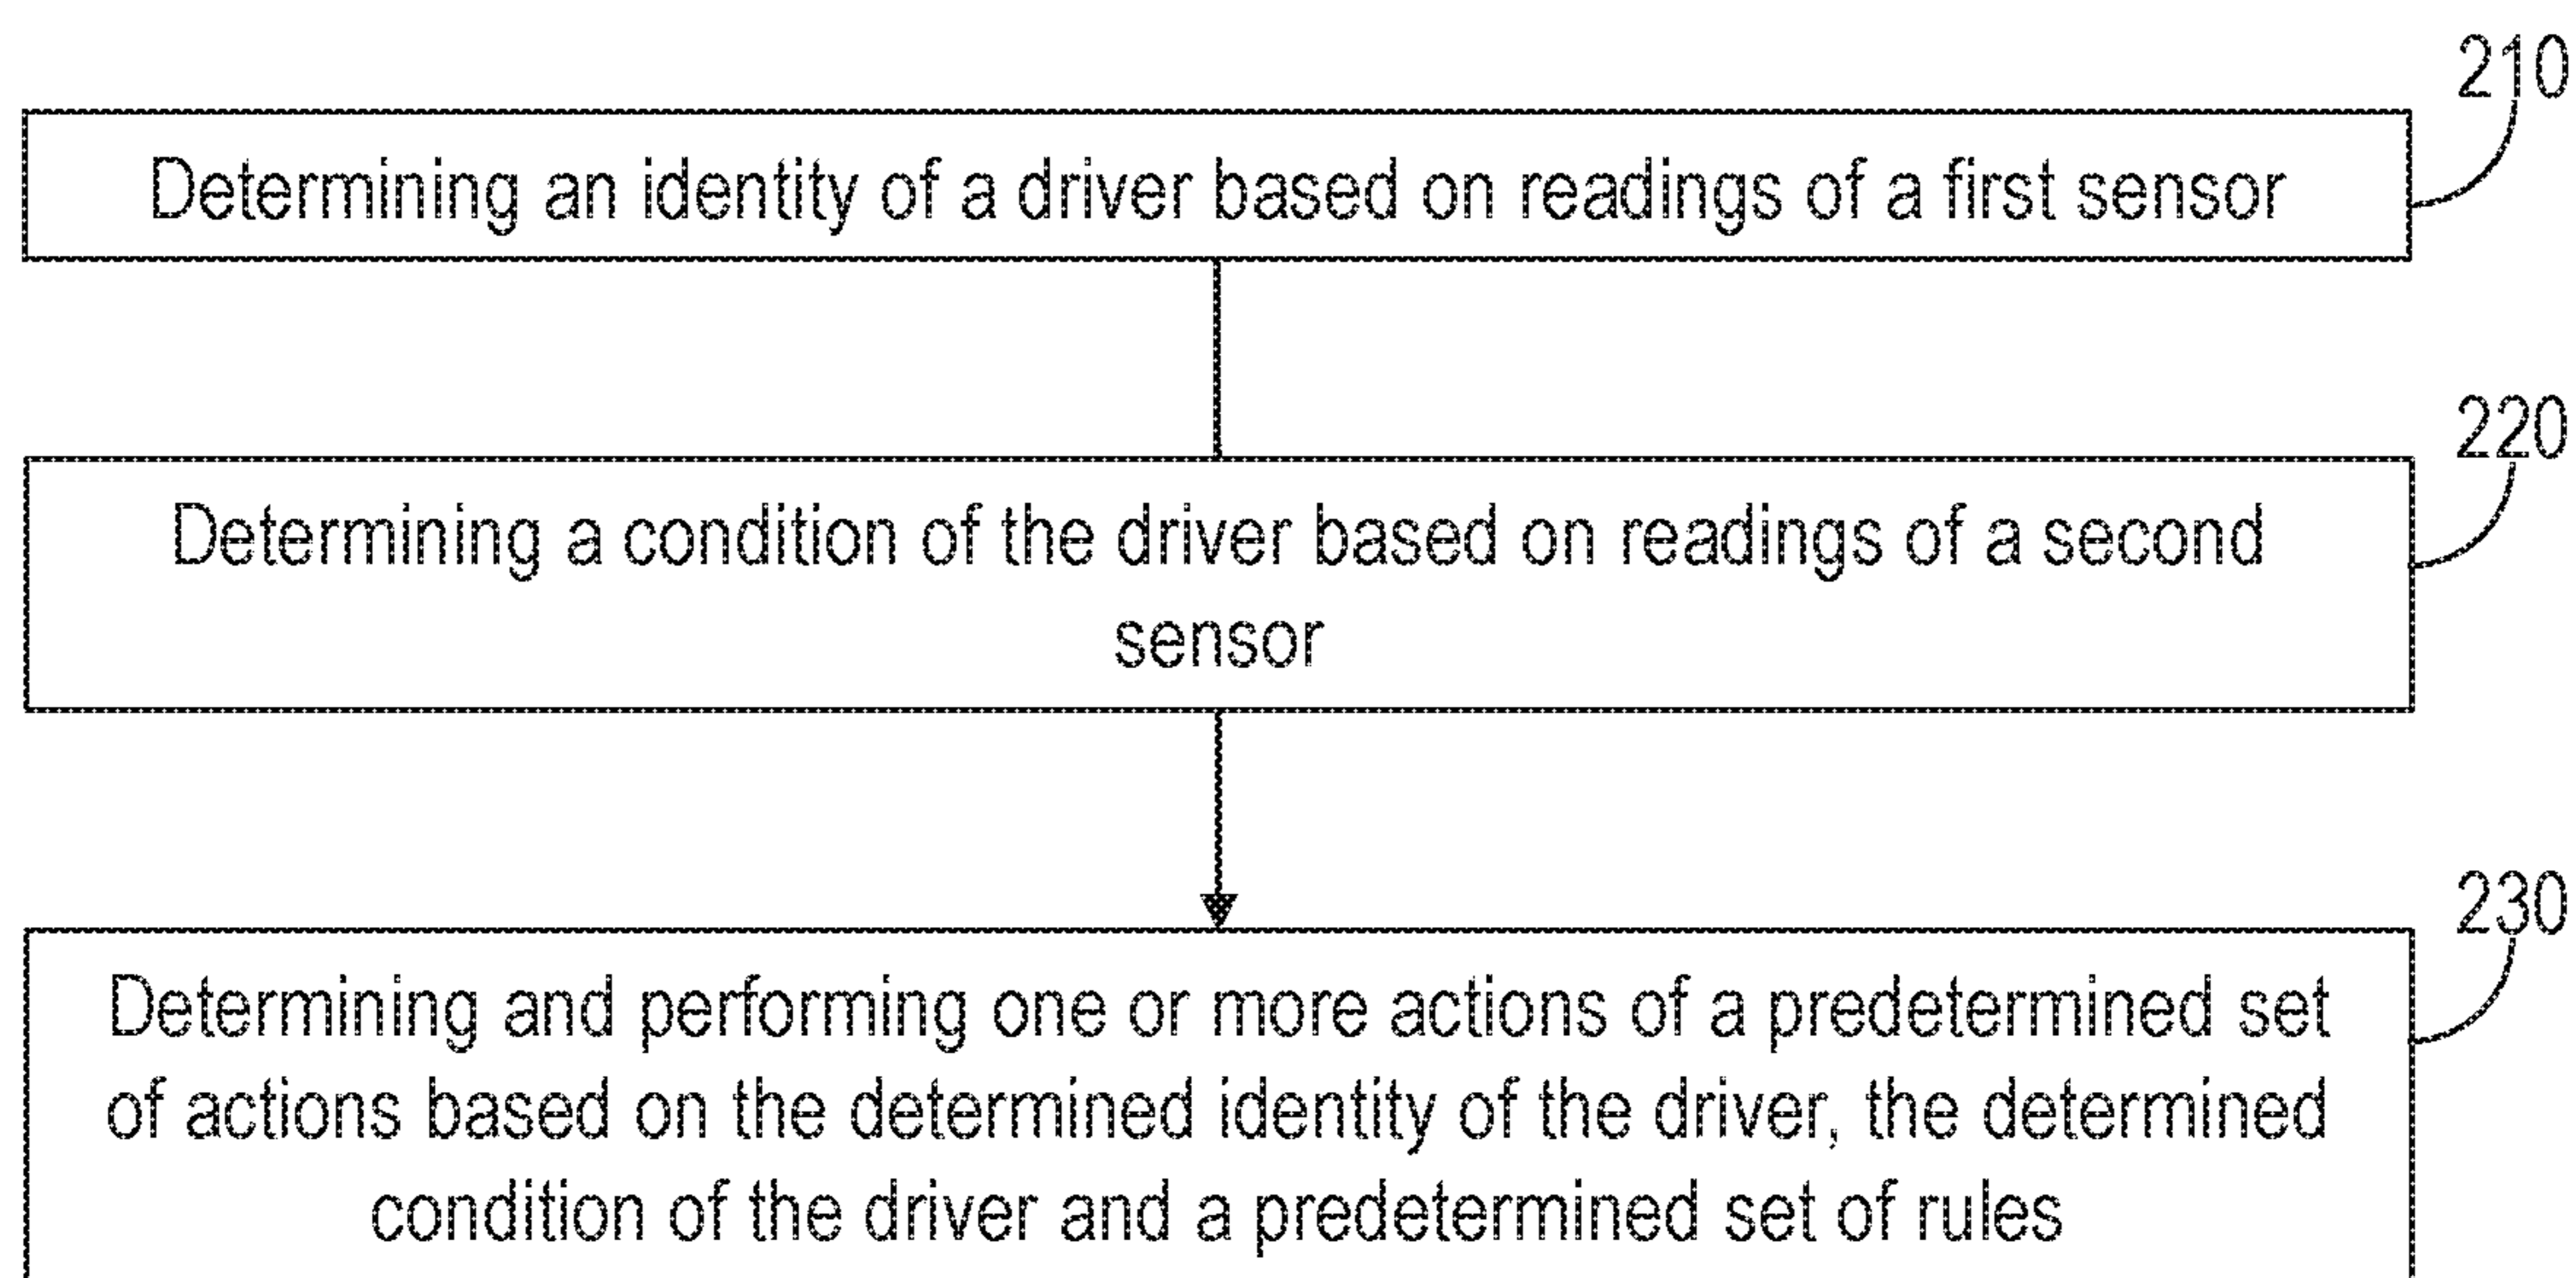 210
Determining an identity of a driver based on readings of a first sensor
220
Determining a condition of the driver based on readings of a second
sensor
230
Determining and performing one or more actions of a predetermined set
of actions based on the determined identity of the driver, the determined
condition of the driver and a predetermined set of rules